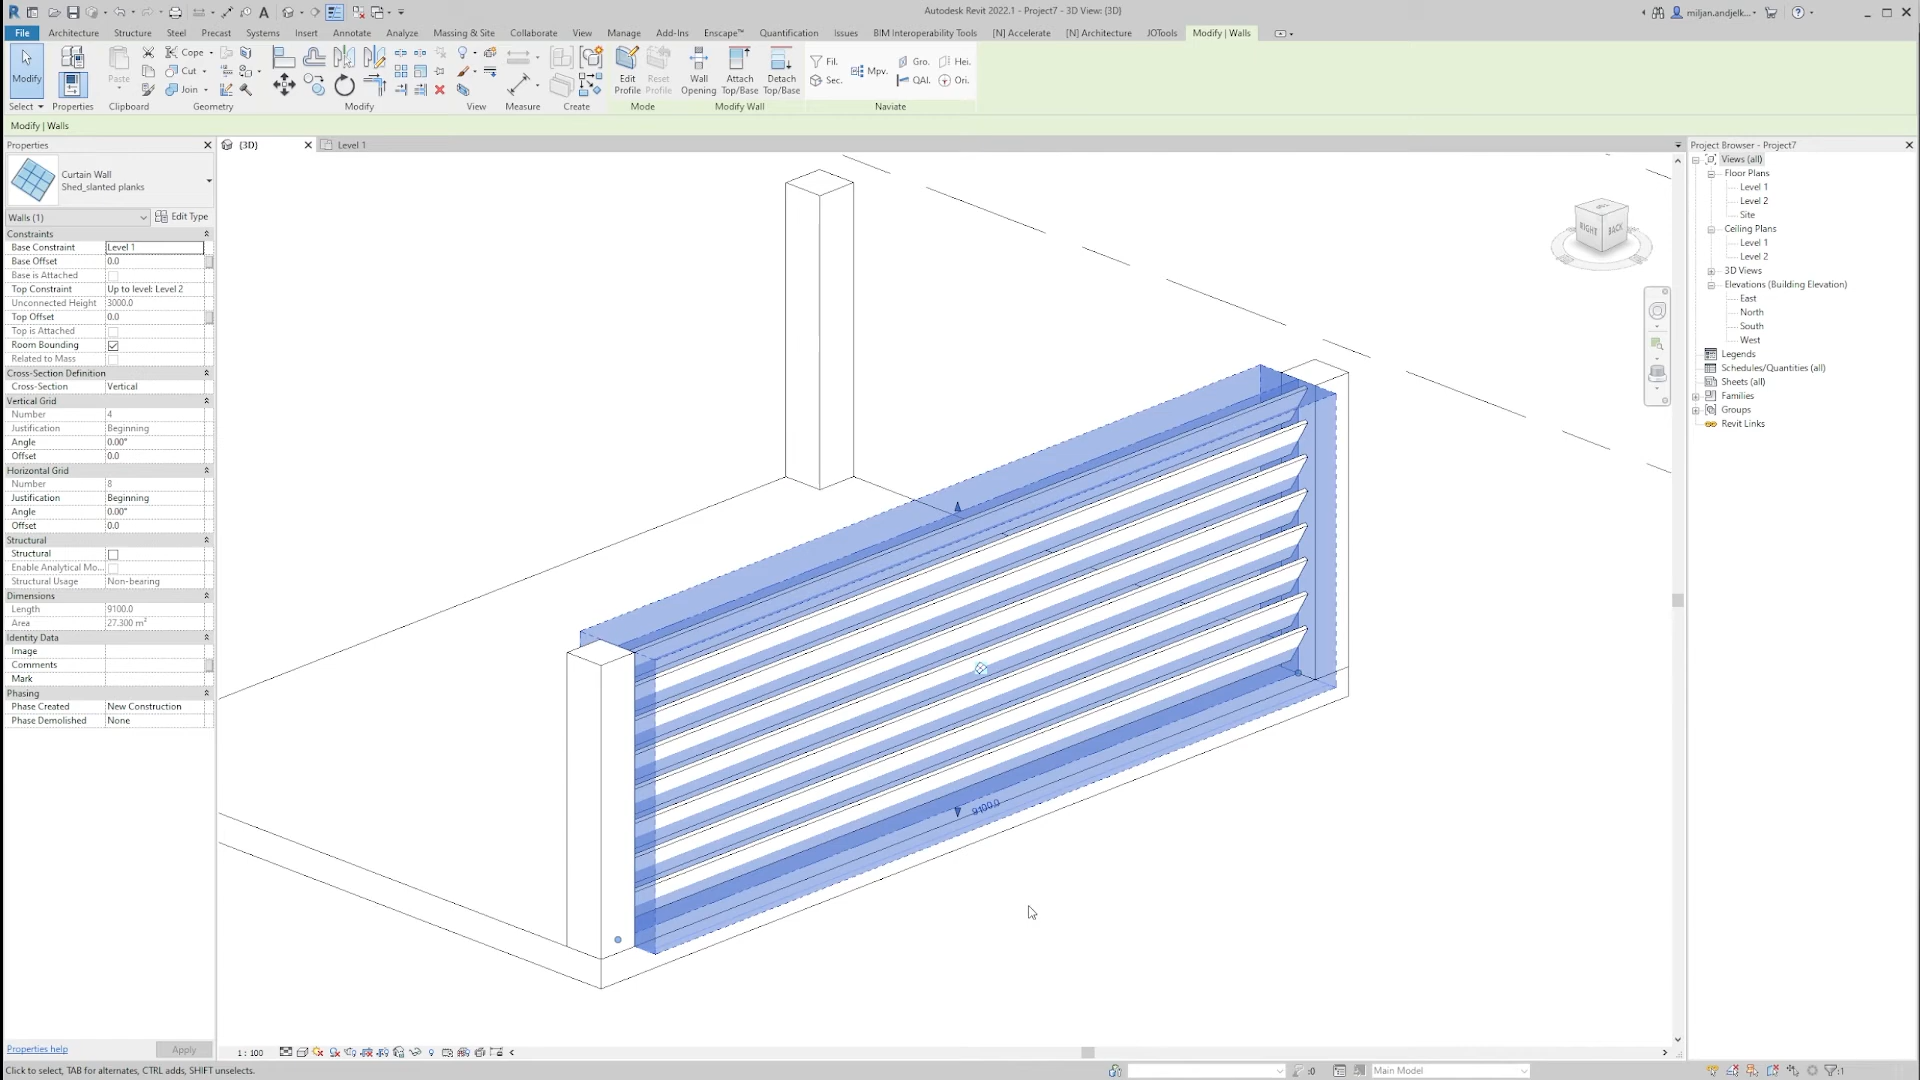 Autodesk Revit 2022.1 - Project7 - 3D View: {3D}
miljan.andjelk...
File
Architecture
Structure
Steel
Precast
Systems
Insert
Annotate
Analyze
Massing & Site
Collaborate
View
Manage
Add-Ins
Enscape™
Quantification
Issues
BIM Interoperability Tools
[N] Accelerate
[N] Architecture
JOTools
Modify | Walls
Modify
Select
Properties
Paste
Clipboard
Cope
Cut
Join
Geometry
Modify
View
Measure
Create
Edit
Profile
Reset
Profile
Mode
Wall
Opening
Attach
Top/Base
Detach
Top/Base
Modify Wall
Fil.
Sec.
Mpv.
Gro.
QAl.
Hei.
Ori.
Naviate
Modify | Walls
Properties
Curtain Wall
Shed_slanted planks
Walls (1)
Edit Type
Constraints
Base Constraint Level 1
Base Offset 0.0
Base is Attached
Top Constraint Up to level: Level 2
Unconnected Height 3000.0
Top Offset 0.0
Top is Attached
Room Bounding
Related to Mass
Cross-Section Definition
Cross-Section Vertical
Vertical Grid
Number 4
Justification Beginning
Angle 0.00°
Offset 0.0
Horizontal Grid
Number 8
Justification Beginning
Angle 0.00°
Offset 0.0
Structural
Structural
Enable Analytical Mo...
Structural Usage Non-bearing
Dimensions
Length 9100.0
Area 27.300 m²
Identity Data
Image
Comments
Mark
Phasing
Phase Created New Construction
Phase Demolished None
Properties help
Apply
{3D}
Level 1
RIGHT
BACK
9100.0
1 : 100
Project Browser - Project7
Views (all)
Floor Plans
Level 1
Level 2
Site
Ceiling Plans
Level 1
Level 2
3D Views
Elevations (Building Elevation)
East
North
South
West
Legends
Schedules/Quantities (all)
Sheets (all)
Families
Groups
Revit Links
Click to select, TAB for alternates, CTRL adds, SHIFT unselects.
:0
Main Model
:1